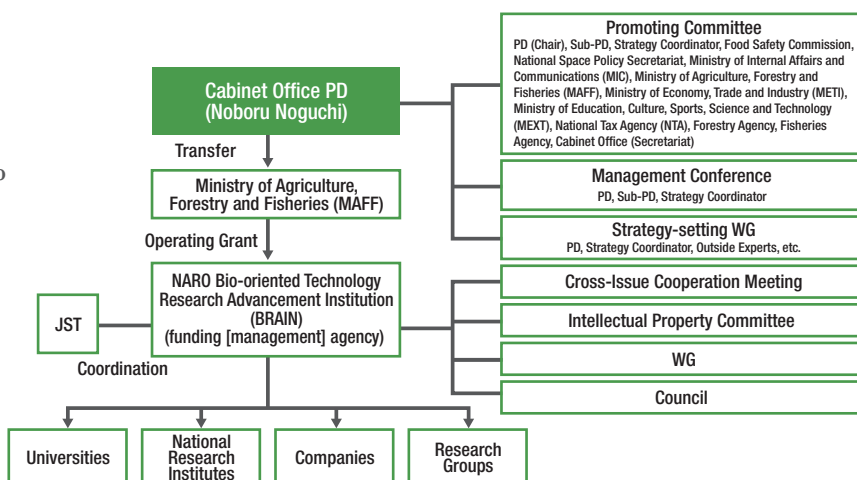 Promoting Committee
PD (Chair), Sub-PD, Strategy Coordinator, Food Safety Commission,
National Space Policy Secretariat, Ministry of Internal Affairs and
Communications (MIC), Ministry of Agriculture, Forestry and
Fisheries (MAFF), Ministry of Economy, Trade and Industry (METI),
Ministry of Education, Culture, Sports, Science and Technology
(MEXT), National Tax Agency (NTA), Forestry Agency, Fisheries
Agency, Cabinet Office (Secretariat)
Cabinet Office PD
(Noboru Noguchi)
Transfer
Ministry of Agriculture,
Forestry and Fisheries (MAFF)
Management Conference
PD, Sub-PD, Strategy Coordinator
Operating Grant
Strategy-setting WG
PD, Strategy Coordinator, Outside Experts, etc.
NARO Bio-oriented Technology
Research Advancement Institution
(BRAIN)
(funding [management] agency)
JST
Coordination
Cross-Issue Cooperation Meeting
Intellectual Property Committee
WG
Council
Universities
National
Research
Institutes
Companies
Research
Groups